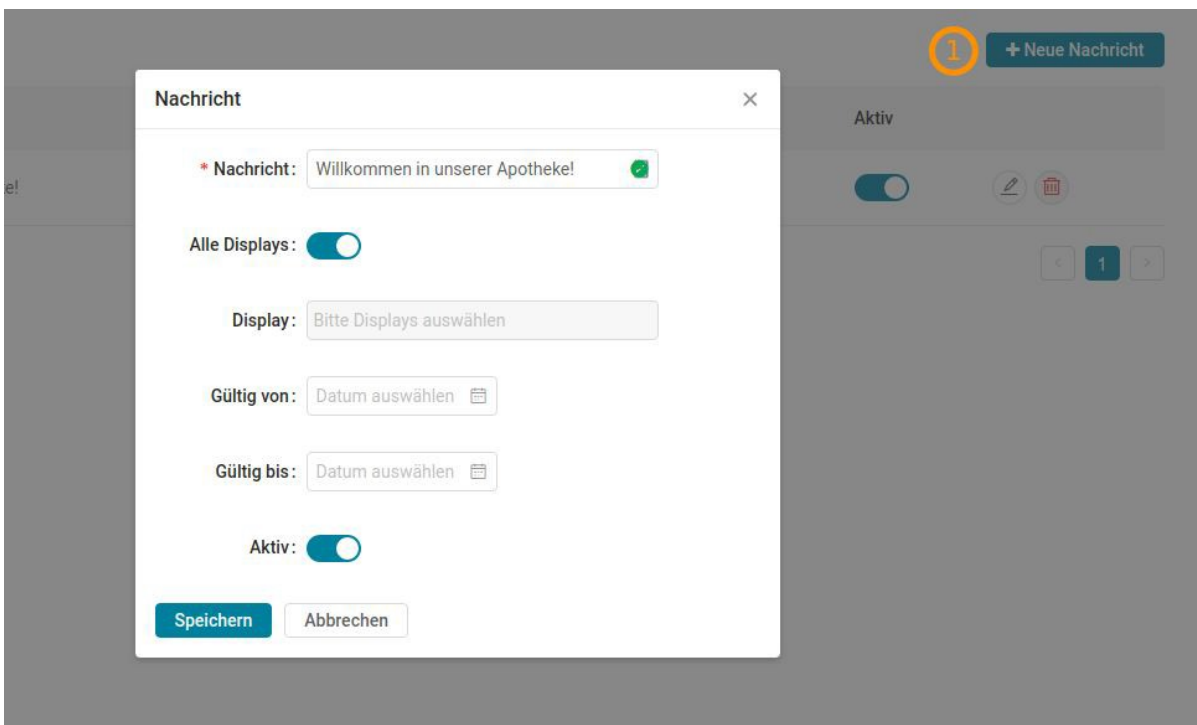 1
+ Neue Nachricht
Nachricht
Aktiv
* Nachricht: Willkommen in unserer Apotheke!
e!
Alle Displays:
< 1 >
Display: Bitte Displays auswählen
Gültig von: Datum auswählen
Gültig bis: Datum auswählen
Aktiv:
Speichern Abbrechen